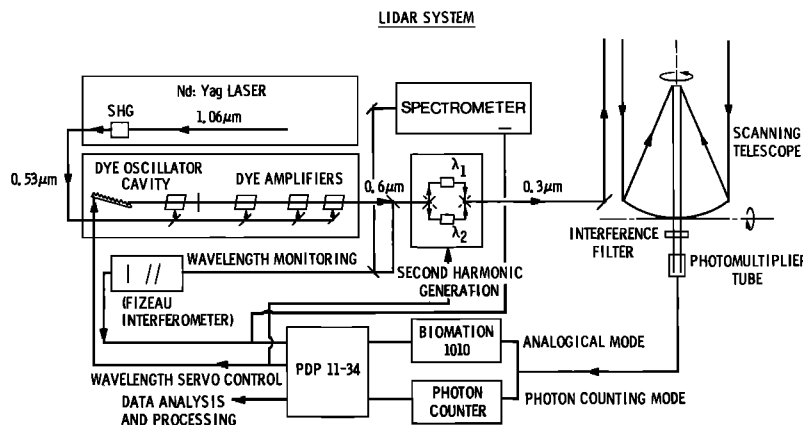 LIDAR SYSTEM
Nd: Yag LASER
SHG
1.06μm
SPECTROMETER
SCANNING
TELESCOPE
0.53μm
DYE OSCILLATOR
CAVITY
DYE AMPLIFIERS
0.6μm
λ1
λ2
0.3μm
INTERFERENCE
FILTER
PHOTOMULTIPLIER
TUBE
WAVELENGTH MONITORING
(FIZEAU
INTERFEROMETER)
SECOND HARMONIC
GENERATION
PDP 11-34
BIOMATION
1010
ANALOGICAL MODE
WAVELENGTH SERVO CONTROL
DATA ANALYSIS
AND PROCESSING
PHOTON
COUNTER
PHOTON COUNTING MODE